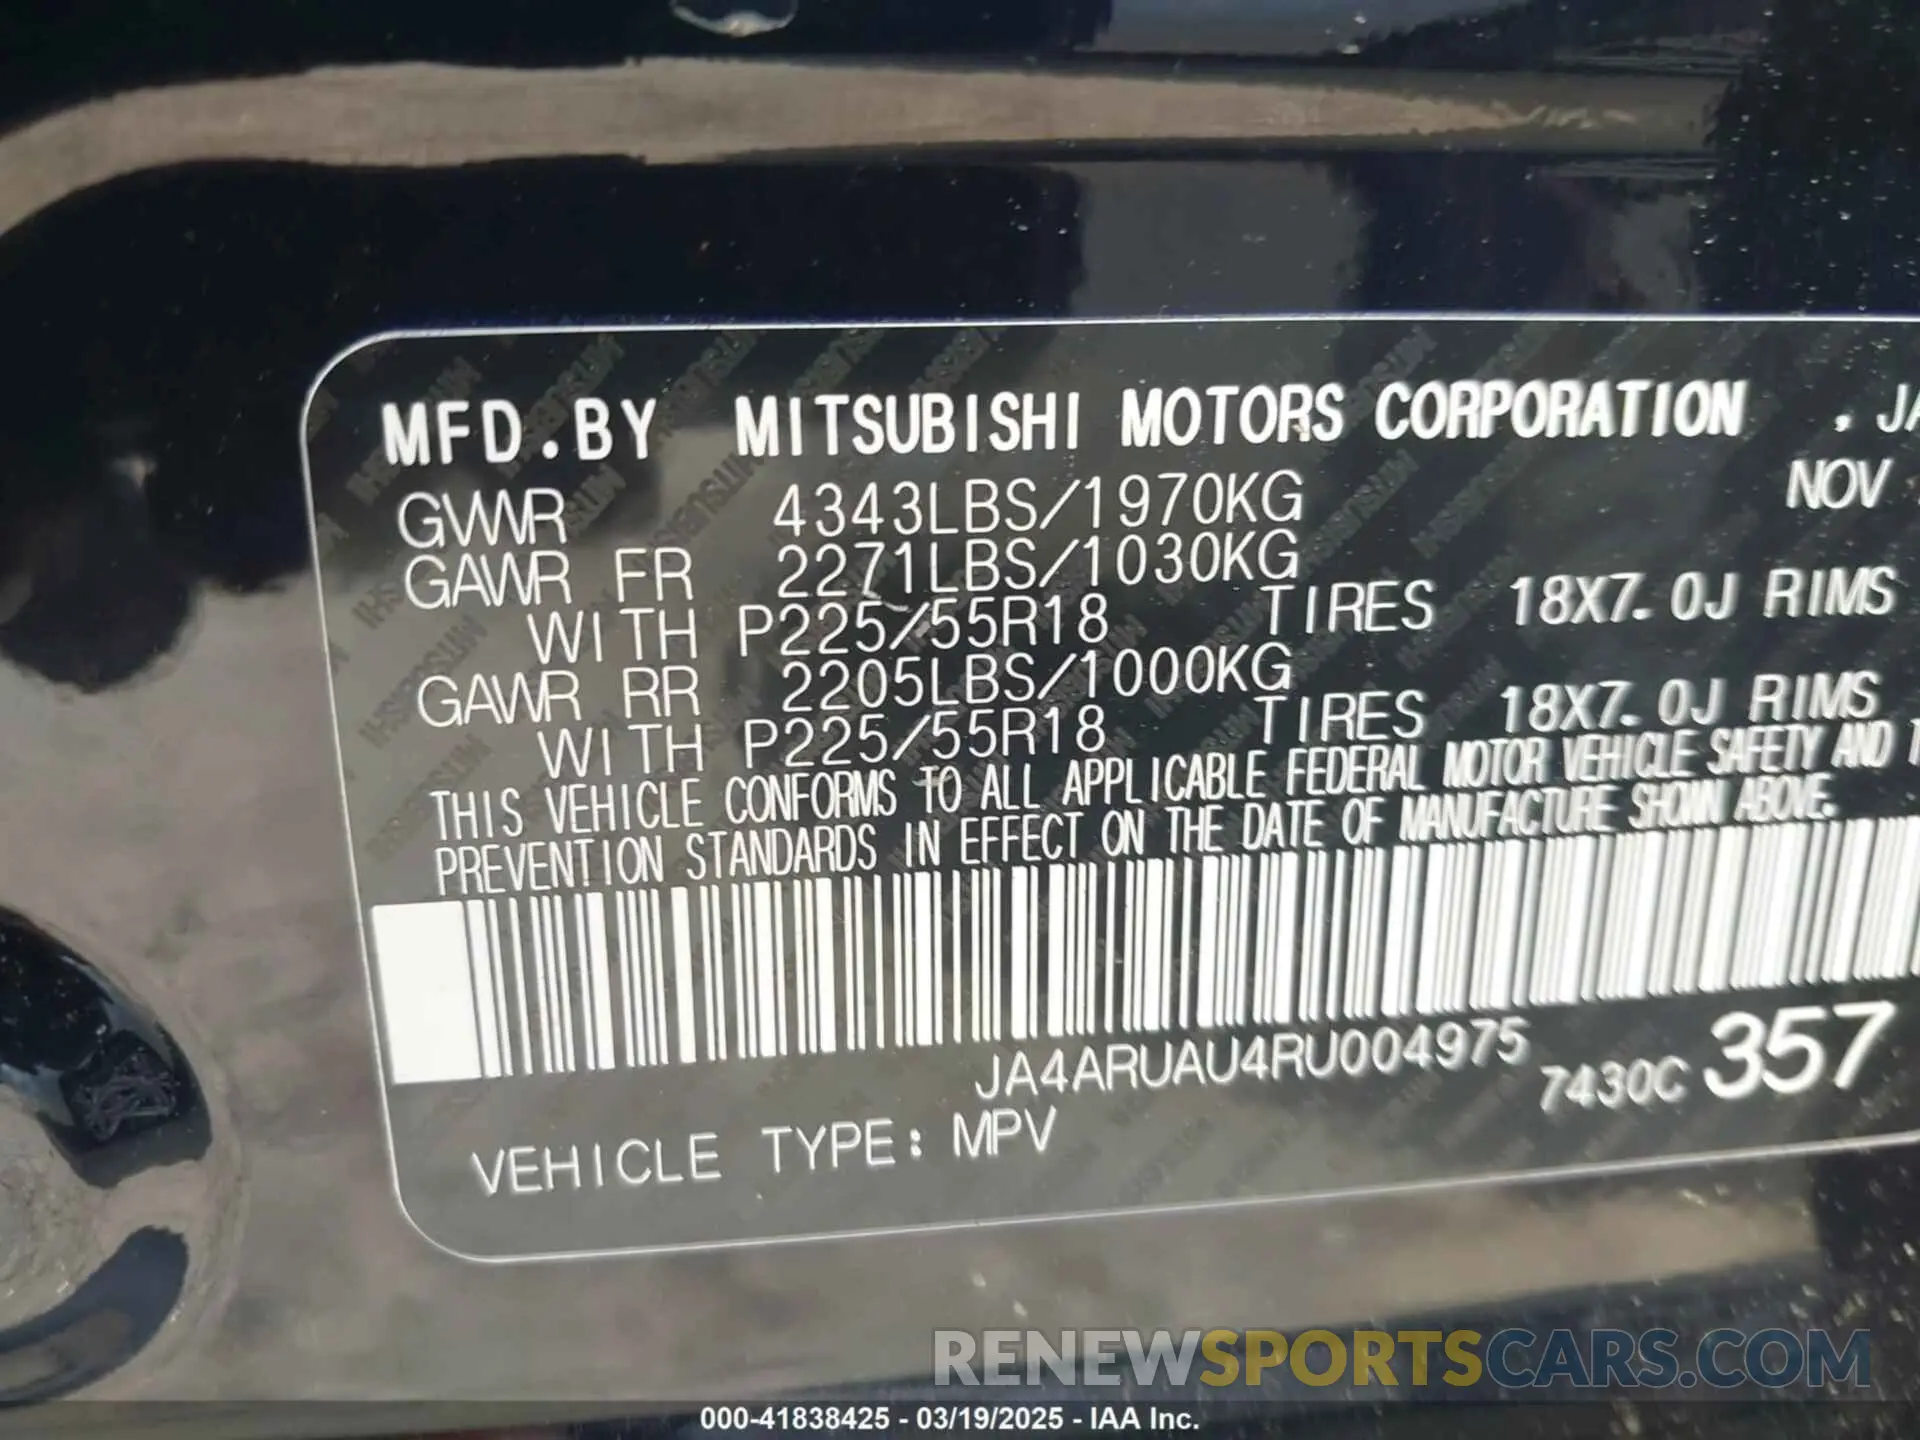 MFD.BY MITSUBISHI MOTORS CORPORATION . JA
NOV
GVWR 4343LBS/1970KG
GAWR FR 2271LBS/1030KG
WITH P225/55R18 TIRES 18X7.0J RIMS
GAWR RR 2205LBS/1000KG
WITH P225/55R18 TIRES 18X7.0J RIMS
THIS VEHICLE CONFORMS TO ALL APPLICABLE FEDERAL MOTOR VEHICLE SAFETY AND
PREVENTION STANDARDS IN EFFECT ON THE DATE OF MANUFACTURE SHOWN ABOVE.
JA4ARUAU4RU004975 7430C 357
VEHICLE TYPE: MPV
RENEWSPORTSCARS.COM
000-41838425 - 03/19/2025 - IAA Inc.